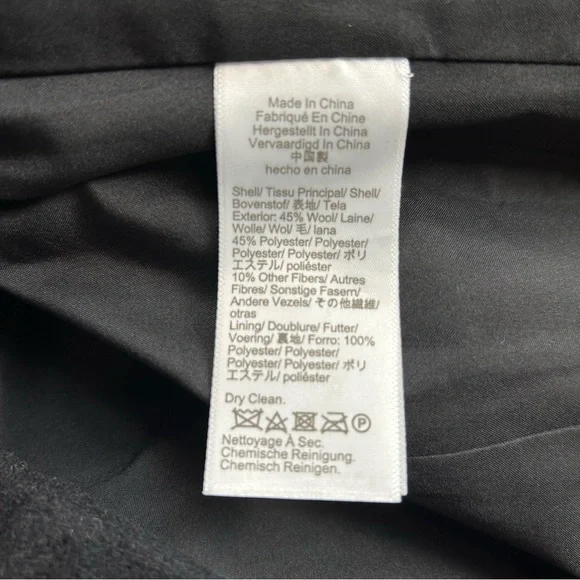 Made In China
Fabriqué En Chine
Hergestellt In China
Vervaardigd In China
中国製
hecho en china
Shell/ Tissu Principal/ Shell/
Bovenstof/ 表地/ Tela
Exterior: 45% Wool/ Laine/
Wolle/ Wol/ 毛/ lana
45% Polyester/ Polyester/
Polyester/ Polyester/ ポリ
エステル/ poliéster
10% Other Fibers/ Autres
Fibres/ Sonstige Fasern/
Andere Vezels/ その他繊維/
otras
Lining/ Doublure/ Futter/
Voering/ 裏地/ Forro: 100%
Polyester/ Polyester/
Polyester/ Polyester/ ポリ
エステル/ poliéster
Dry Clean.
P
Nettoyage À Sec.
Chemische Reinigung.
Chemisch Reinigen.